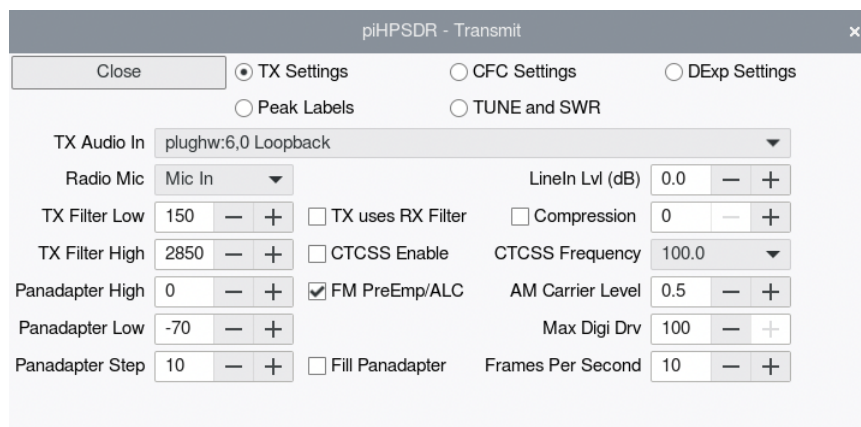 piHPSDR - Transmit ×
Close TX Settings CFC Settings DExp Settings
Peak Labels TUNE and SWR
TX Audio In plughw:6,0 Loopback
Radio Mic Mic In LineIn Lvl (dB) 0.0 − +
TX Filter Low 150 − + TX uses RX Filter Compression 0 − +
TX Filter High 2850 − + CTCSS Enable CTCSS Frequency 100.0
Panadapter High 0 − + FM PreEmp/ALC AM Carrier Level 0.5 − +
Panadapter Low -70 − + Max Digi Drv 100 − +
Panadapter Step 10 − + Fill Panadapter Frames Per Second 10 − +